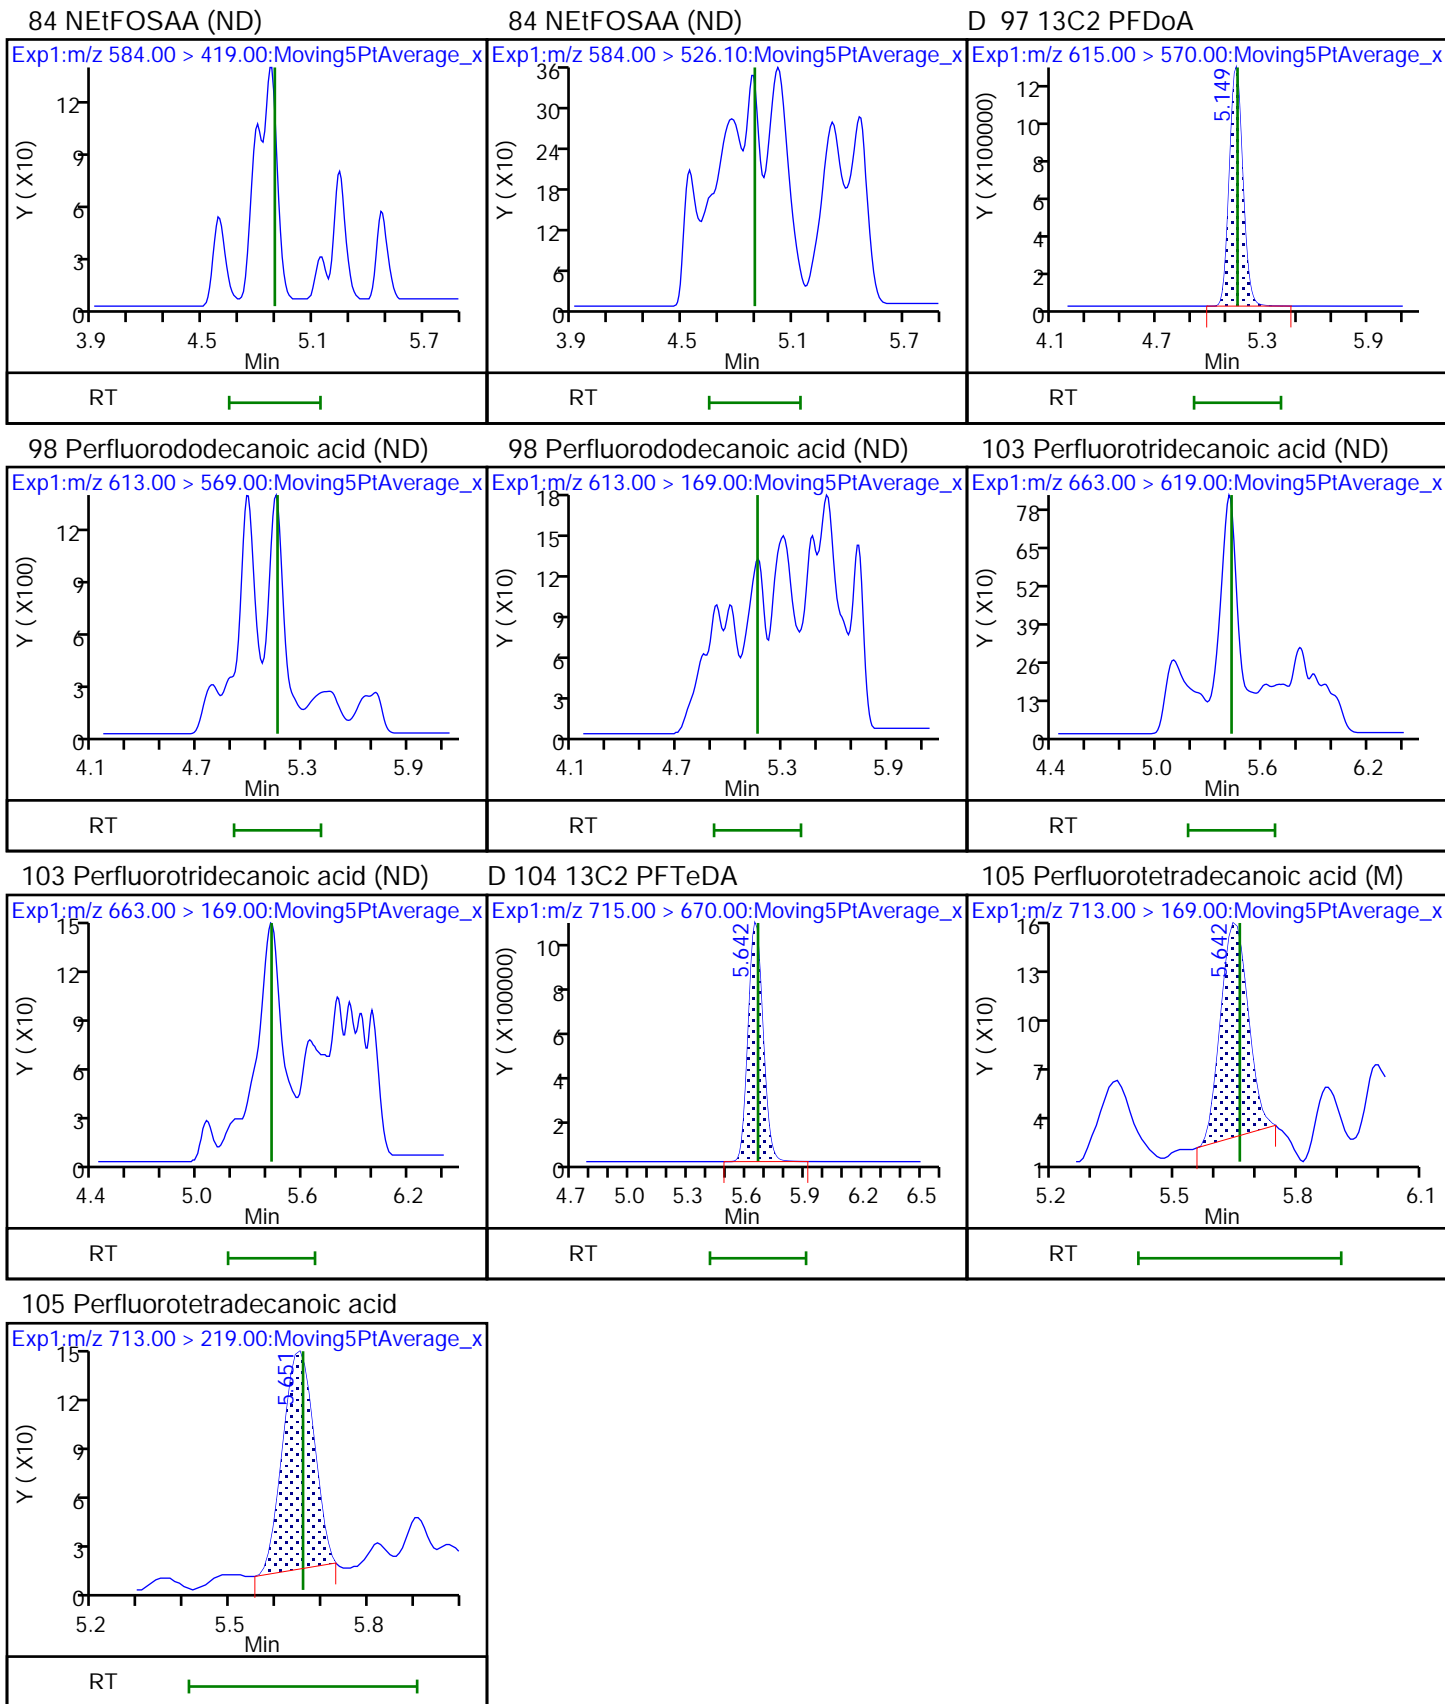 84 NEtFOSAA (ND)
Exp1:m/z 584.00 > 419.00:Moving5PtAverage_x
Y ( X10)
12
9
6
3
0
3.9 4.5 5.1 5.7
Min
RT
84 NEtFOSAA (ND)
Exp1:m/z 584.00 > 526.10:Moving5PtAverage_x
Y ( X10)
36
30
24
18
12
6
0
3.9 4.5 5.1 5.7
Min
RT
D 97 13C2 PFDoA
Exp1:m/z 615.00 > 570.00:Moving5PtAverage_x
5.149
Y ( X100000)
12
10
8
6
4
2
0
4.1 4.7 5.3 5.9
Min
RT
98 Perfluorododecanoic acid (ND)
Exp1:m/z 613.00 > 569.00:Moving5PtAverage_x
Y ( X100)
12
9
6
3
0
4.1 4.7 5.3 5.9
Min
RT
98 Perfluorododecanoic acid (ND)
Exp1:m/z 613.00 > 169.00:Moving5PtAverage_x
Y ( X10)
18
15
12
9
6
3
0
4.1 4.7 5.3 5.9
Min
RT
103 Perfluorotridecanoic acid (ND)
Exp1:m/z 663.00 > 619.00:Moving5PtAverage_x
Y ( X10)
78
65
52
39
26
13
0
4.4 5.0 5.6 6.2
Min
RT
103 Perfluorotridecanoic acid (ND)
Exp1:m/z 663.00 > 169.00:Moving5PtAverage_x
Y ( X10)
15
12
9
6
3
0
4.4 5.0 5.6 6.2
Min
RT
D 104 13C2 PFTeDA
Exp1:m/z 715.00 > 670.00:Moving5PtAverage_x
5.642
Y ( X100000)
10
8
6
4
2
0
4.7 5.0 5.3 5.6 5.9 6.2 6.5
Min
RT
105 Perfluorotetradecanoic acid (M)
Exp1:m/z 713.00 > 169.00:Moving5PtAverage_x
5.642
Y ( X10)
16
13
10
7
4
1
5.2 5.5 5.8 6.1
Min
RT
105 Perfluorotetradecanoic acid
Exp1:m/z 713.00 > 219.00:Moving5PtAverage_x
5.651
Y ( X10)
15
12
9
6
3
0
5.2 5.5 5.8
Min
RT